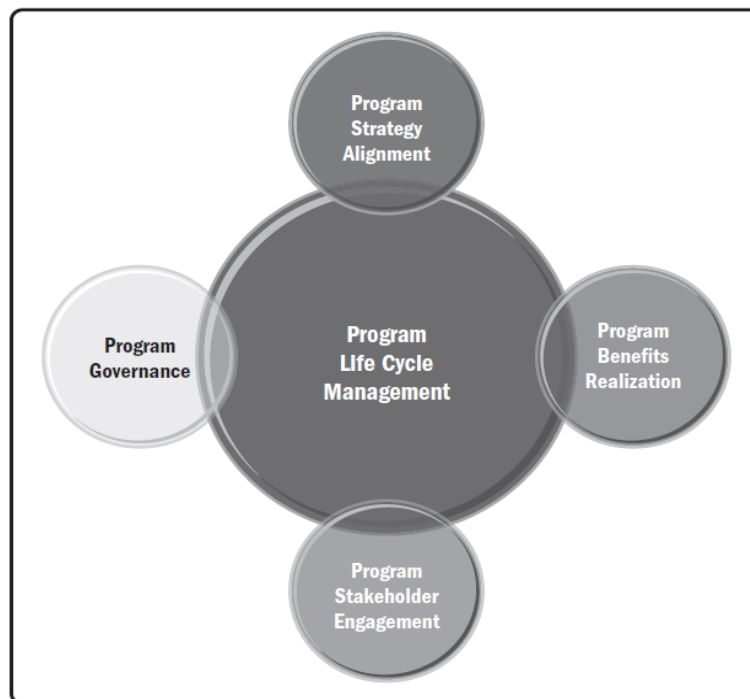 Program
Strategy
Alignment
Program
Governance
Program
Life Cycle
Management
Program
Benefits
Realization
Program
Stakeholder
Engagement